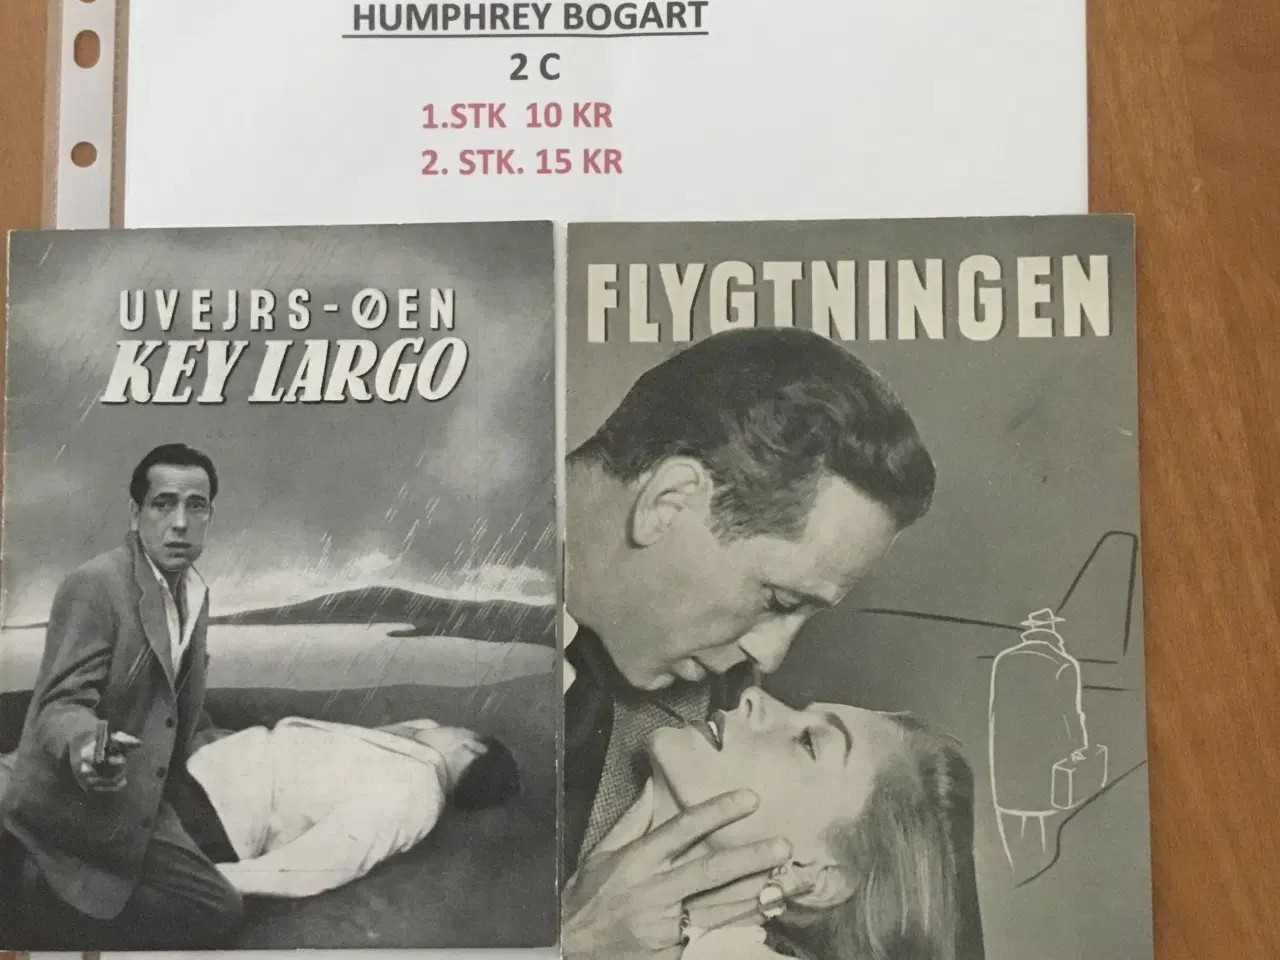 HUMPHREY BOGART
2 C
1.STK 10 KR
2. STK. 15 KR
UVEJRS-ØEN
KEY LARGO
FLYGTNINGEN